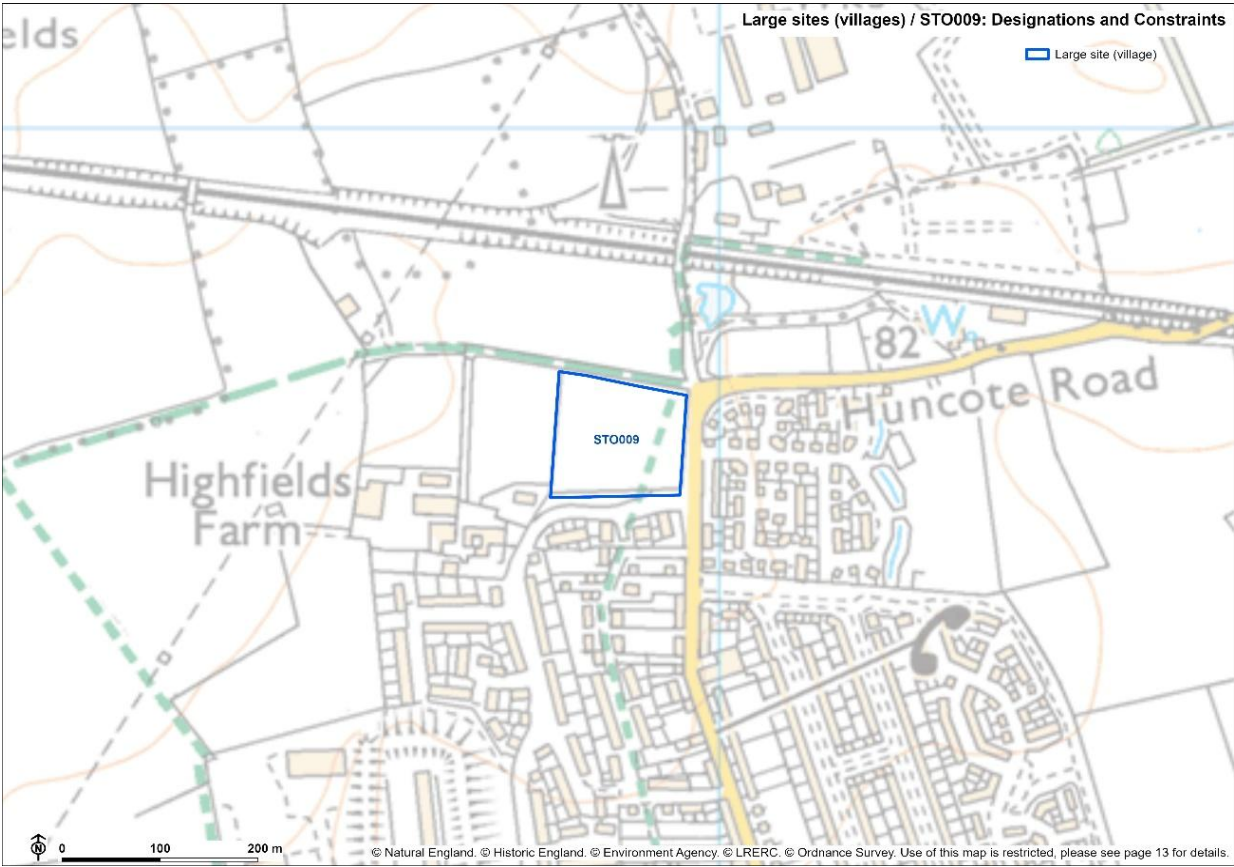 Large sites (villages) / STO009: Designations and Constraints
Large site (village)
elds
W
82
Huncote Road
STO009
Highfields
Farm
N
0 100 200 m
© Natural England. © Historic England. © Environment Agency. © LRERC. © Ordnance Survey. Use of this map is restricted, please see page 13 for details.